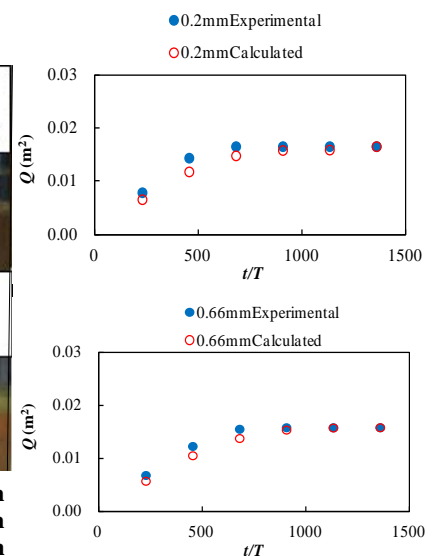 0.2mmExperimental
0.2mmCalculated
0.03
0.02
0.01
0.00
Q (m²)
0 500 1000 1500
t/T
0.66mmExperimental
0.66mmCalculated
0.03
0.02
0.01
0.00
Q (m²)
0 500 1000 1500
t/T